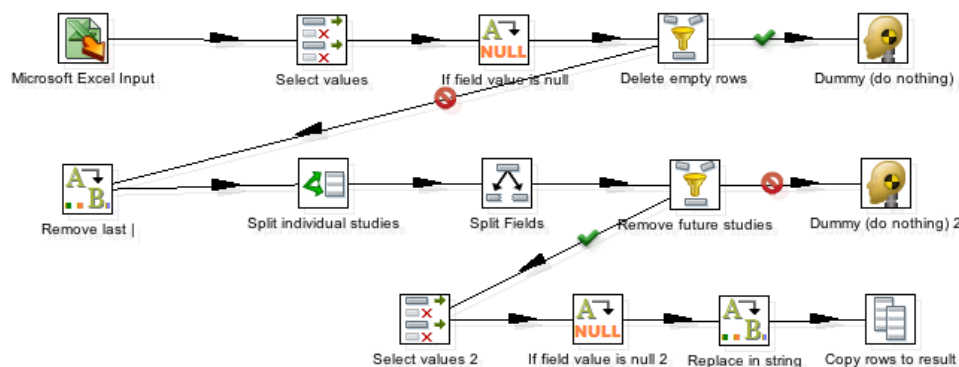 Microsoft Excel Input
Select values
A
NULL
If field value is null
Delete empty rows
Dummy (do nothing)
A
B
Remove last |
Split individual studies
Split Fields
Remove future studies
Dummy (do nothing) 2
Select values 2
A
NULL
If field value is null 2
A
B
Replace in string
Copy rows to result